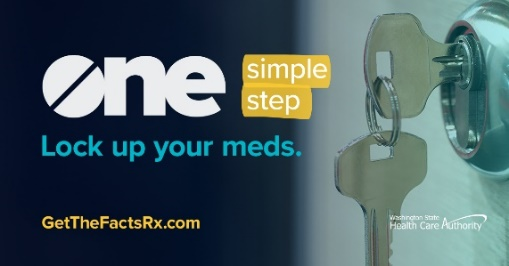 One
simple
step
Lock up your meds.
GetTheFactsRx.com
Washington State
Health Care Authority